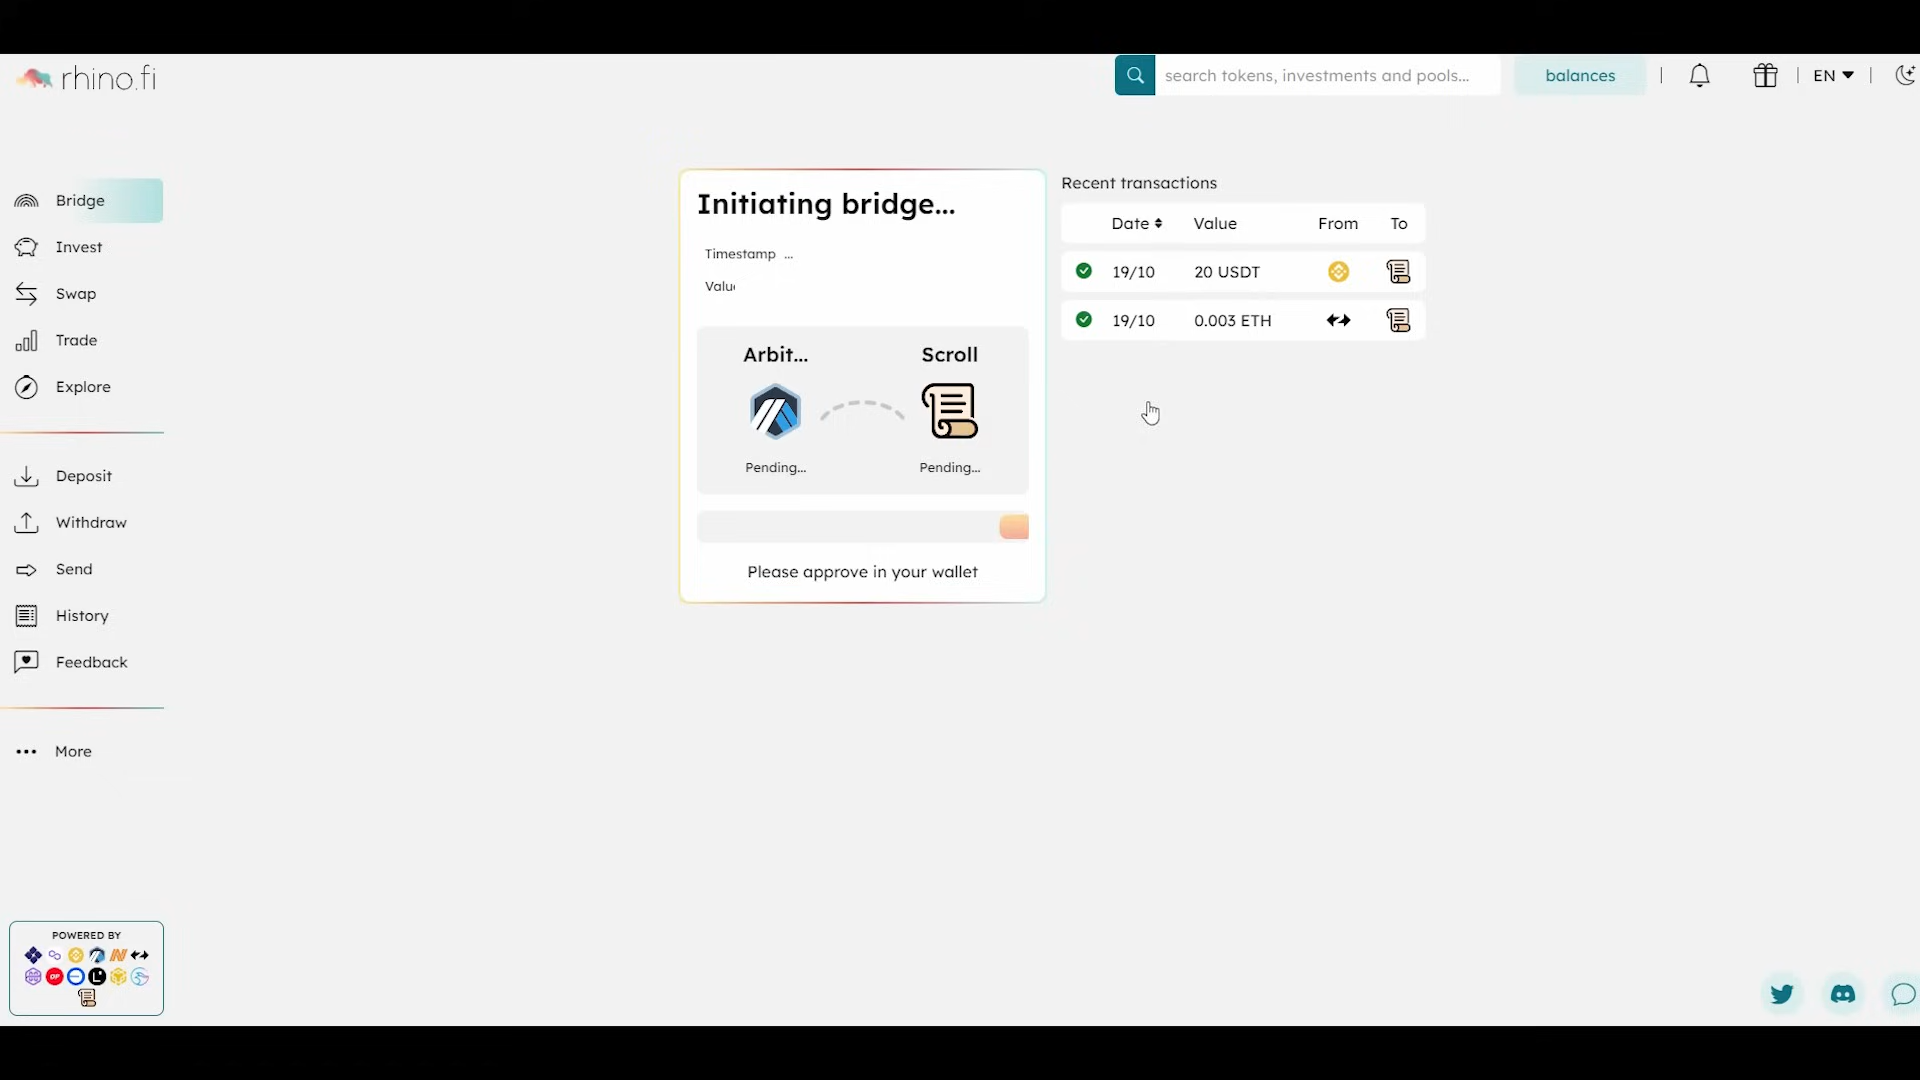 rhino.fi
search tokens, investments and pools...
balances
EN
Bridge
Invest
Swap
Trade
Explore
Deposit
Withdraw
Send
History
Feedback
More
POWERED BY
OP
L
Initiating bridge...
Timestamp ...
Arbit...
Scroll
Pending...
Pending...
Please approve in your wallet
Recent transactions
Date Value From To
19/10 20 USDT
19/10 0.003 ETH